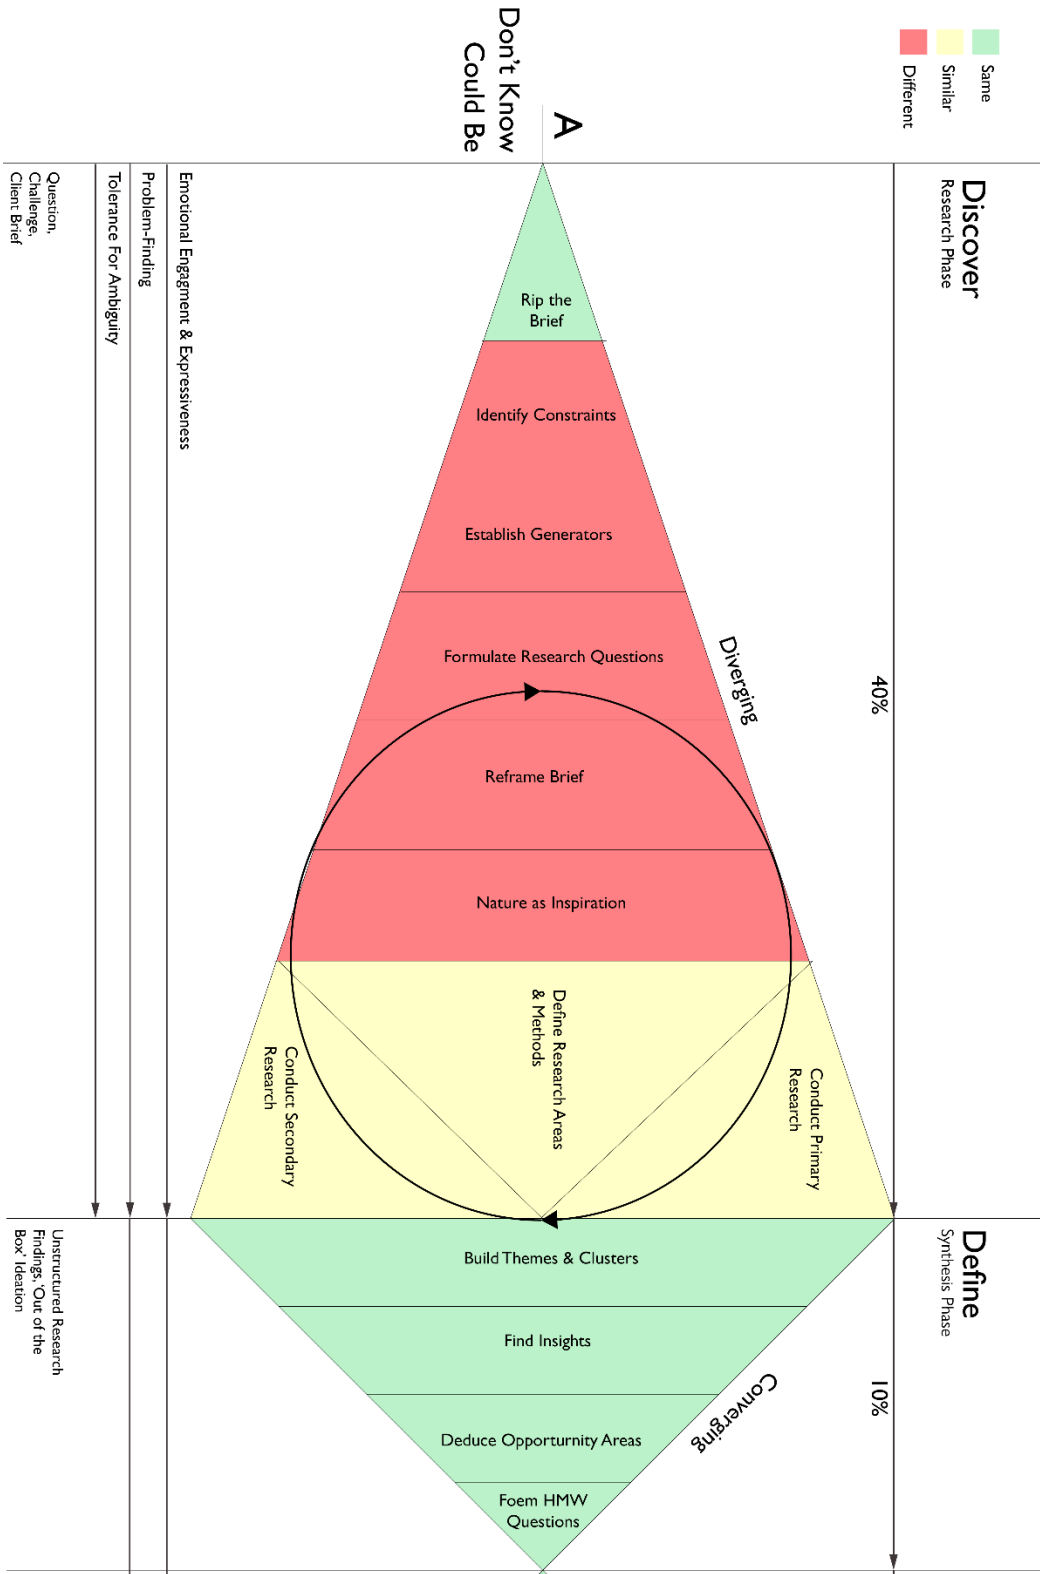 Same
Similar
Different
Don't Know
Could Be
A
Discover
Research Phase
40%
Diverging
Rip the
Brief
Identify Constraints
Establish Generators
Formulate Research Questions
Reframe Brief
Nature as Inspiration
Define Research Areas
& Methods
Conduct Primary
Research
Conduct Secondary
Research
Emotional Engagment & Expressiveness
Problem-Finding
Tolerance For Ambiguity
Question,
Challenge,
Client Brief
Define
Synthesis Phase
10%
Converging
Build Themes & Clusters
Find Insights
Deduce Opporturnity Areas
Foem HMW
Questions
Unstructured Research
Findings, 'Out of the
Box' Ideation